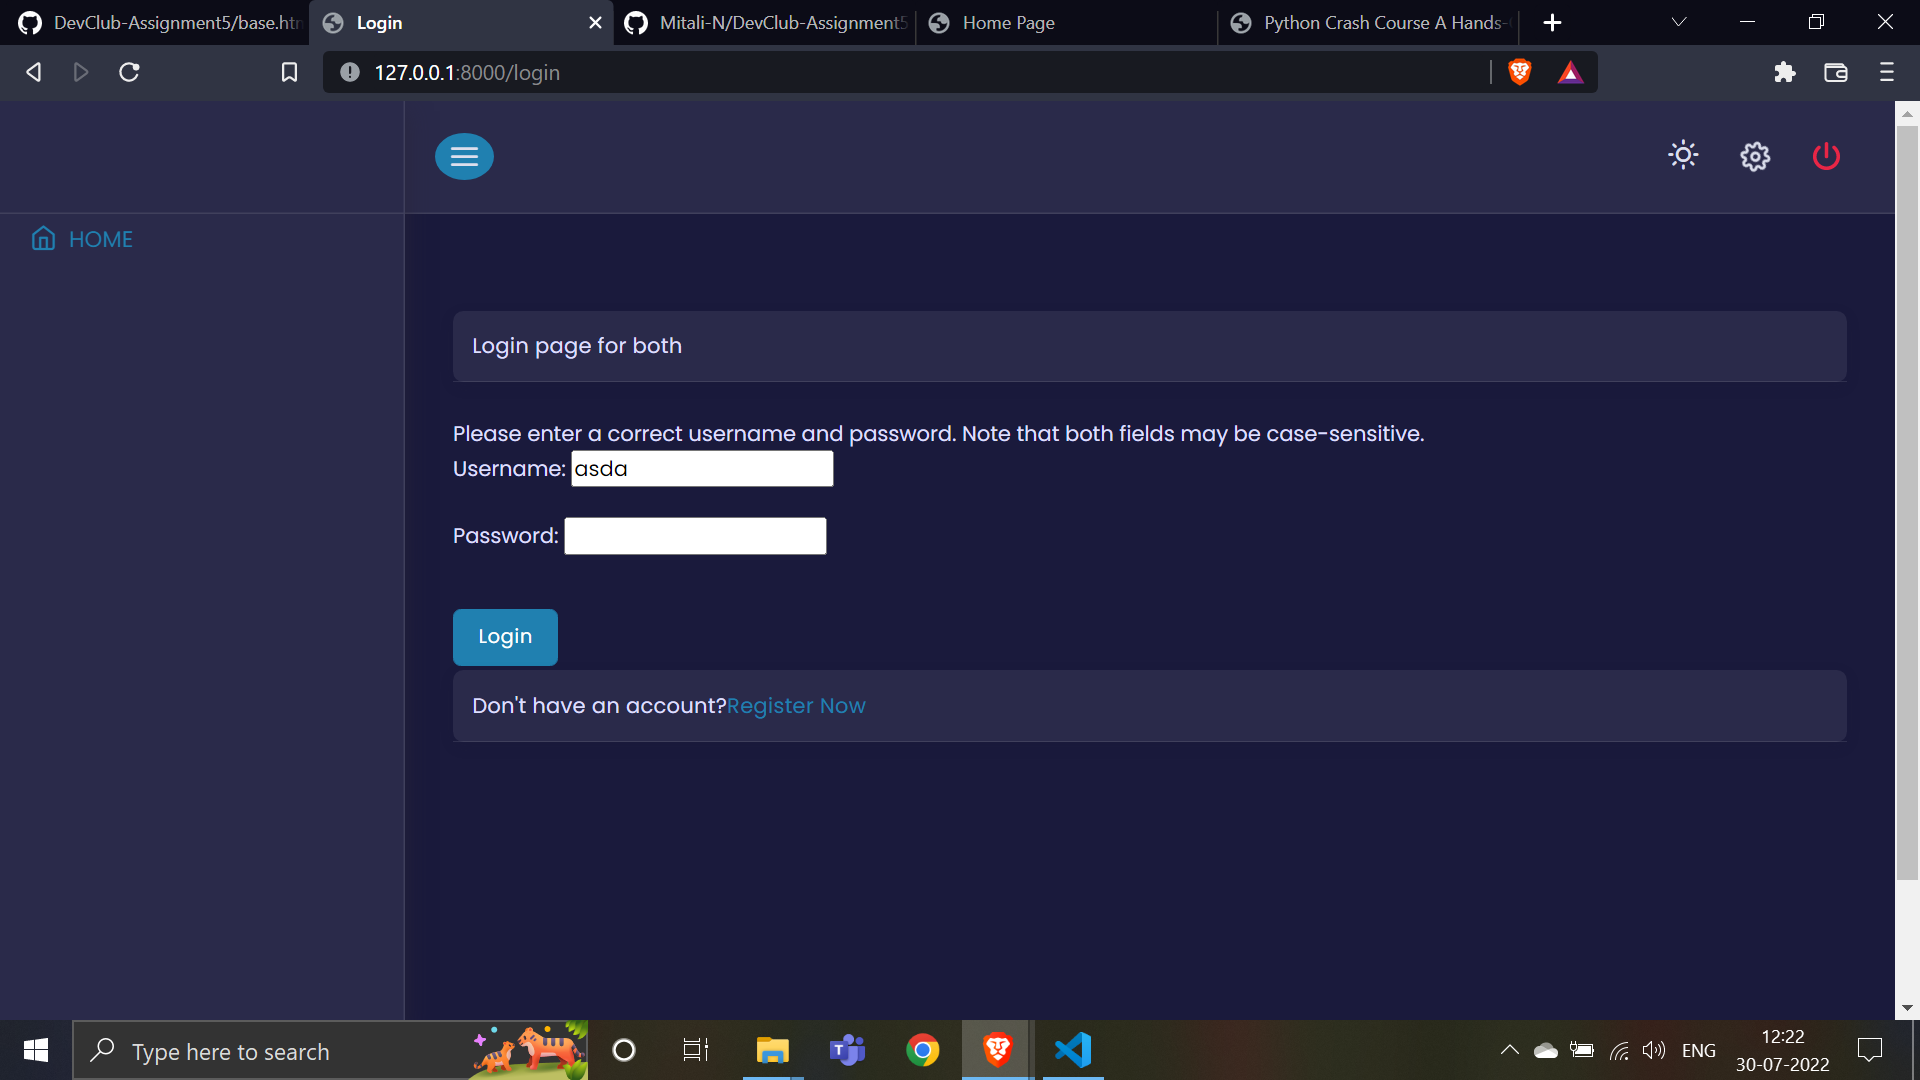 DevClub-Assignment5/base.htm
Login
Mitali-N/DevClub-Assignment5
Home Page
Python Crash Course A Hands-
127.0.0.1:8000/login
HOME
Login page for both
Please enter a correct username and password. Note that both fields may be case-sensitive.
Username: asda
Password:
Login
Don't have an account?Register Now
Type here to search
ENG
12:22
30-07-2022